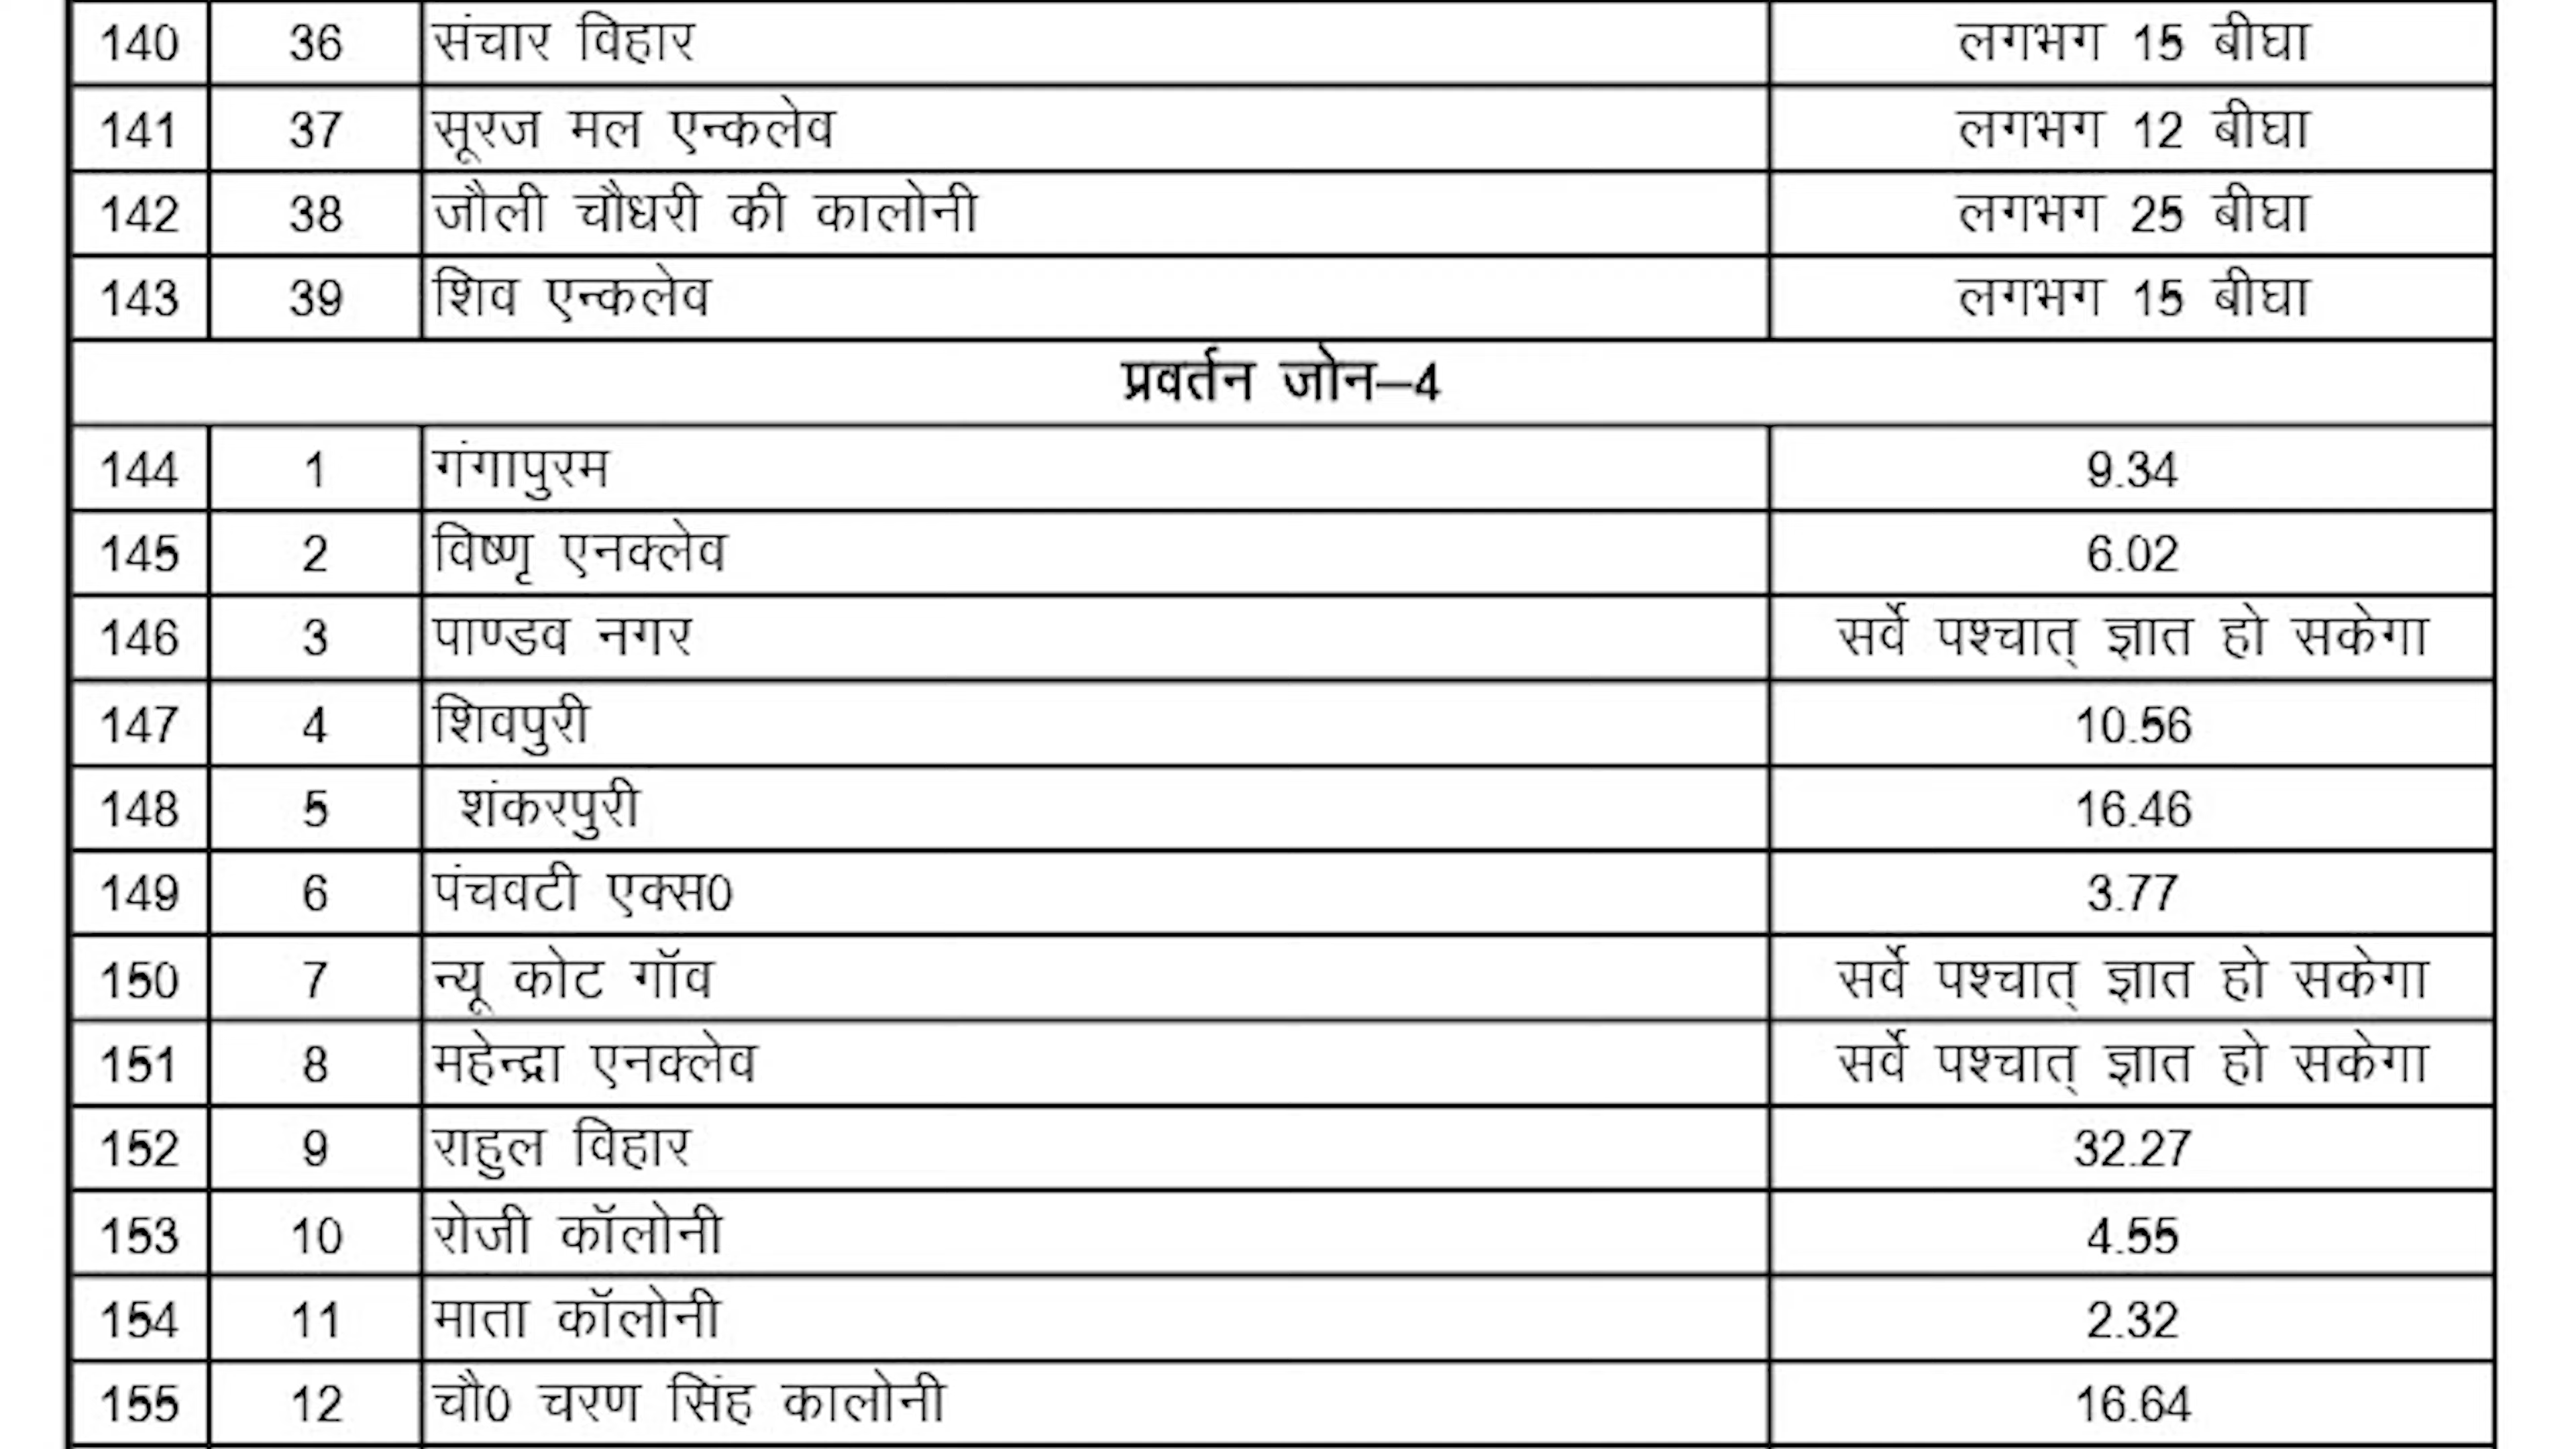 140 36 संचार विहार लगभग 15 बीघा
141 37 सूरज मल एन्कलेव लगभग 12 बीघा
142 38 जौली चौधरी की कालोनी लगभग 25 बीघा
143 39 शिव एन्कलेव लगभग 15 बीघा
प्रवर्तन जोन–4
144 1 गंगापुरम 9.34
145 2 विष्णृ एनक्लेव 6.02
146 3 पाण्डव नगर सर्वे पश्चात् ज्ञात हो सकेगा
147 4 शिवपुरी 10.56
148 5 शंकरपुरी 16.46
149 6 पंचवटी एक्स0 3.77
150 7 न्यू कोट गॉव सर्वे पश्चात् ज्ञात हो सकेगा
151 8 महेन्द्रा एनक्लेव सर्वे पश्चात् ज्ञात हो सकेगा
152 9 राहुल विहार 32.27
153 10 रोजी कॉलोनी 4.55
154 11 माता कॉलोनी 2.32
155 12 चौ0 चरण सिंह कालोनी 16.64